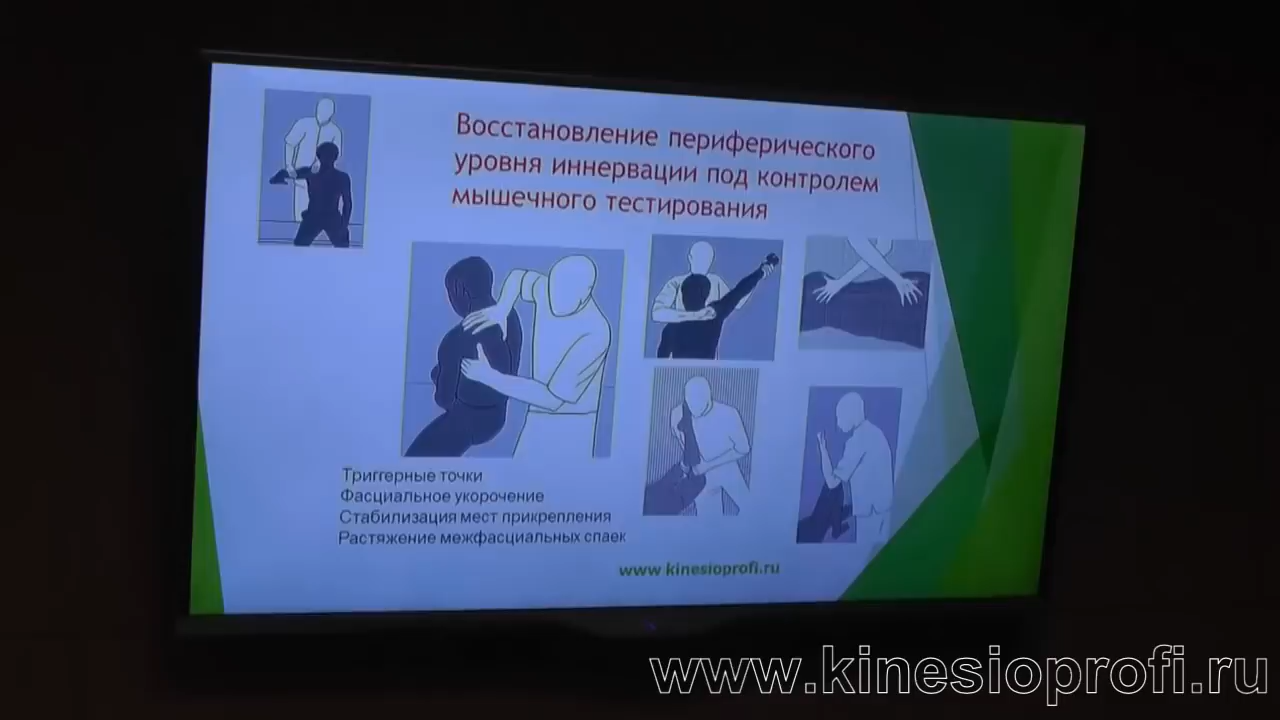 Восстановление периферического
уровня иннервации под контролем
мышечного тестирования
Триггерные точки
Фасциальное укорочение
Стабилизация мест прикрепления
Растяжение межфасциальных спаек
www kinesioprofi.ru
www.kinesioprofi.ru